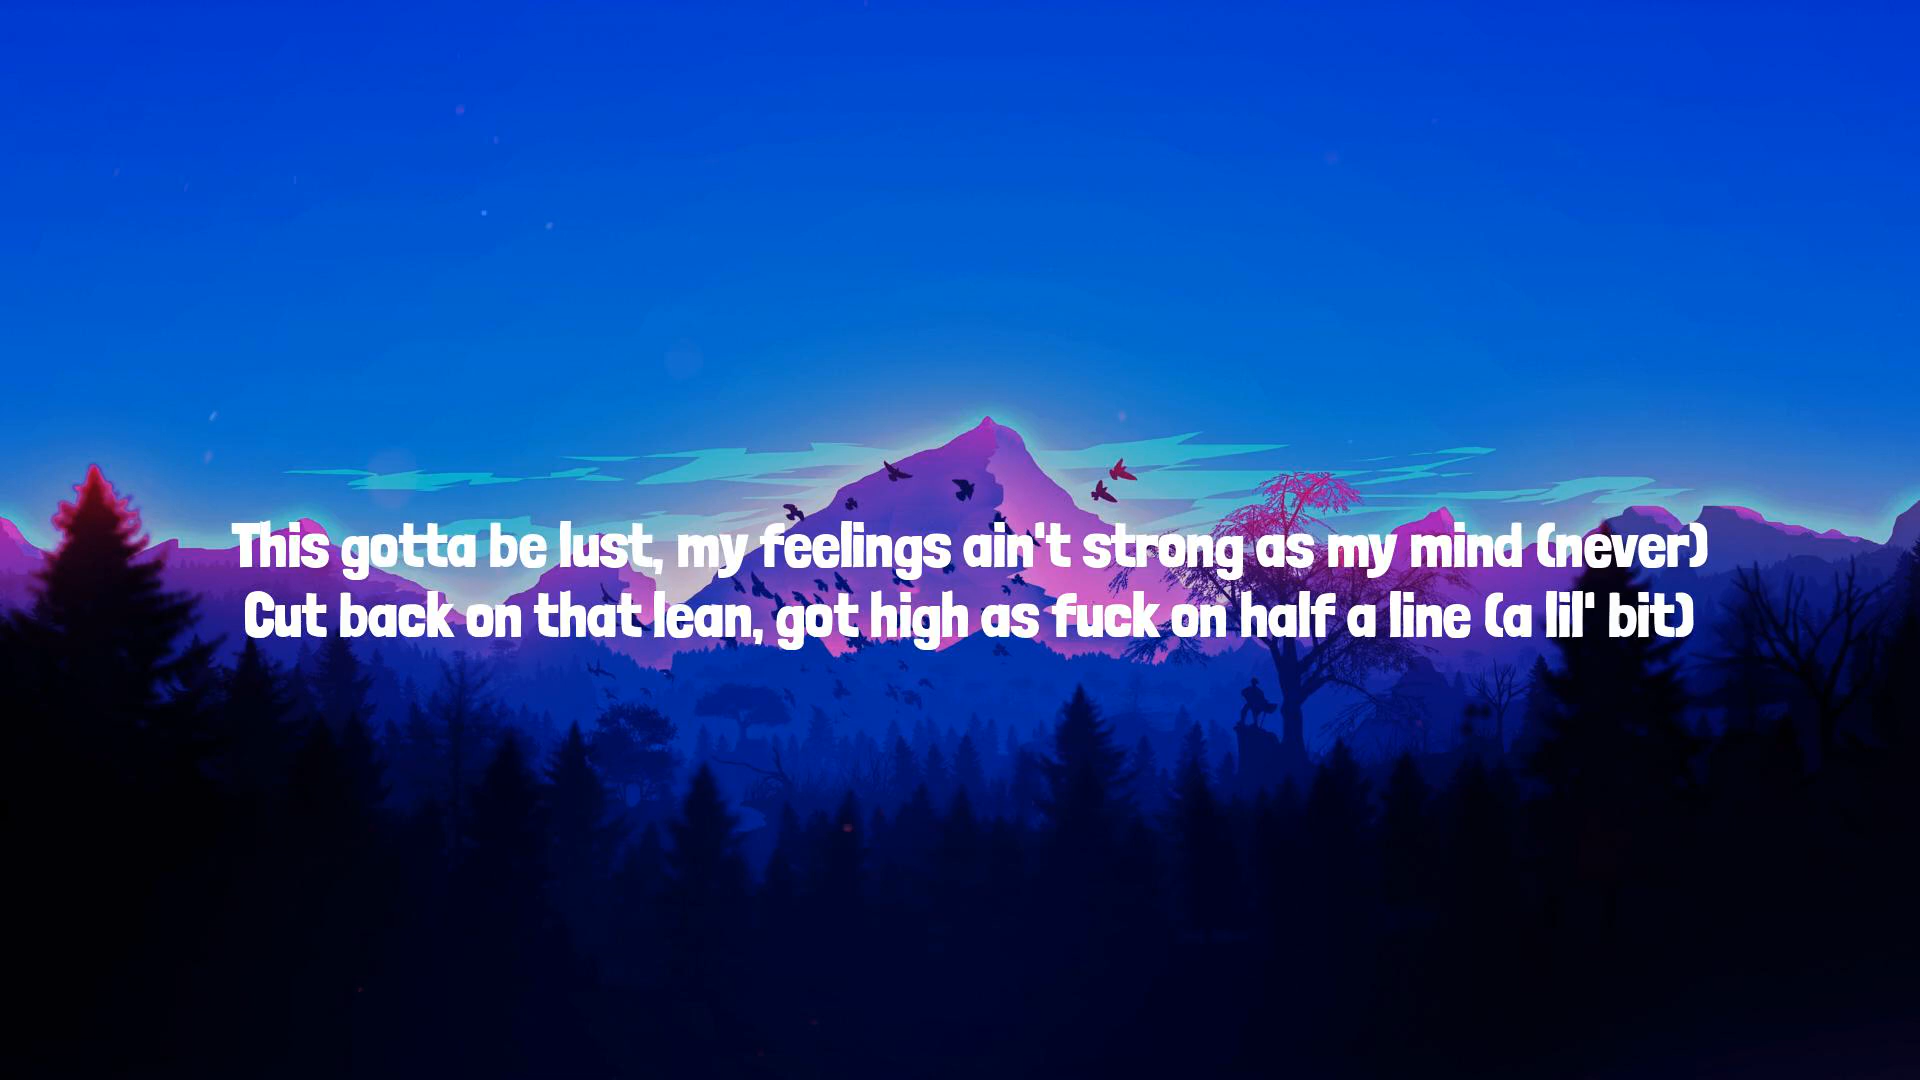 This gotta be lust, my feelings ain't strong as my mind (never)
Cut back on that lean, got high as fuck on half a line (a lil' bit)